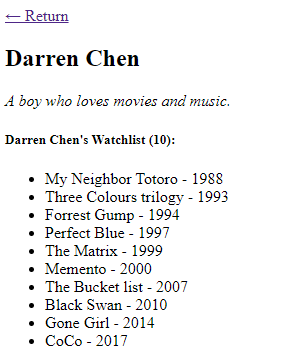 ← Return
Darren Chen
A boy who loves movies and music.
Darren Chen's Watchlist (10):
• My Neighbor Totoro - 1988
• Three Colours trilogy - 1993
• Forrest Gump - 1994
• Perfect Blue - 1997
• The Matrix - 1999
• Memento - 2000
• The Bucket list - 2007
• Black Swan - 2010
• Gone Girl - 2014
• CoCo - 2017